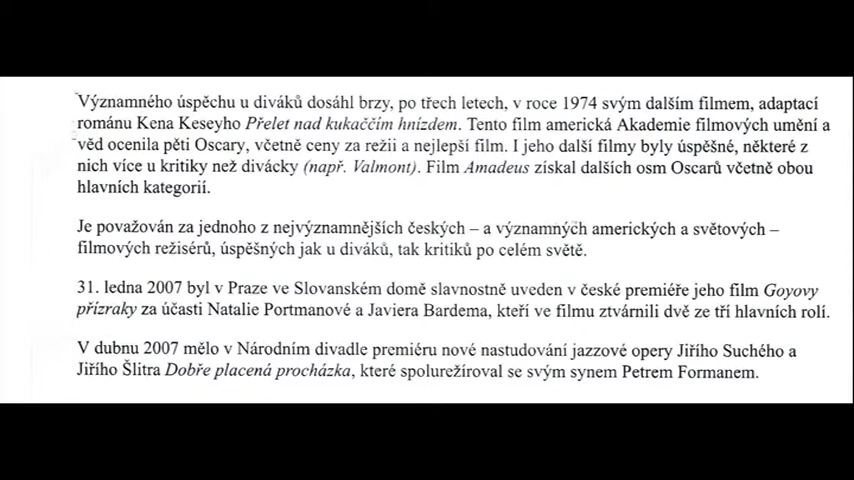 Významného úspěchu u diváků dosáhl brzy, po třech letech, v roce 1974 svým dalším filmem, adaptací
románu Kena Keseyho Přelet nad kukaččím hnízdem. Tento film americká Akademie filmových umění a
věd ocenila pěti Oscary, včetně ceny za režii a nejlepší film. I jeho další filmy byly úspěšné, některé z
nich více u kritiky než divácky (např. Valmont). Film Amadeus získal dalších osm Oscarů včetně obou
hlavních kategorií.
Je považován za jednoho z nejvýznamnějších českých – a významných amerických a světových –
filmových režisérů, úspěšných jak u diváků, tak kritiků po celém světě.
31. ledna 2007 byl v Praze ve Slovanském domě slavnostně uveden v české premiéře jeho film Goyovy
přízraky za účasti Natalie Portmanové a Javiera Bardema, kteří ve filmu ztvárnili dvě ze tří hlavních rolí.
V dubnu 2007 mělo v Národním divadle premiéru nové nastudování jazzové opery Jiřího Suchého a
Jiřího Šlitra Dobře placená procházka, které spolurežíroval se svým synem Petrem Formanem.